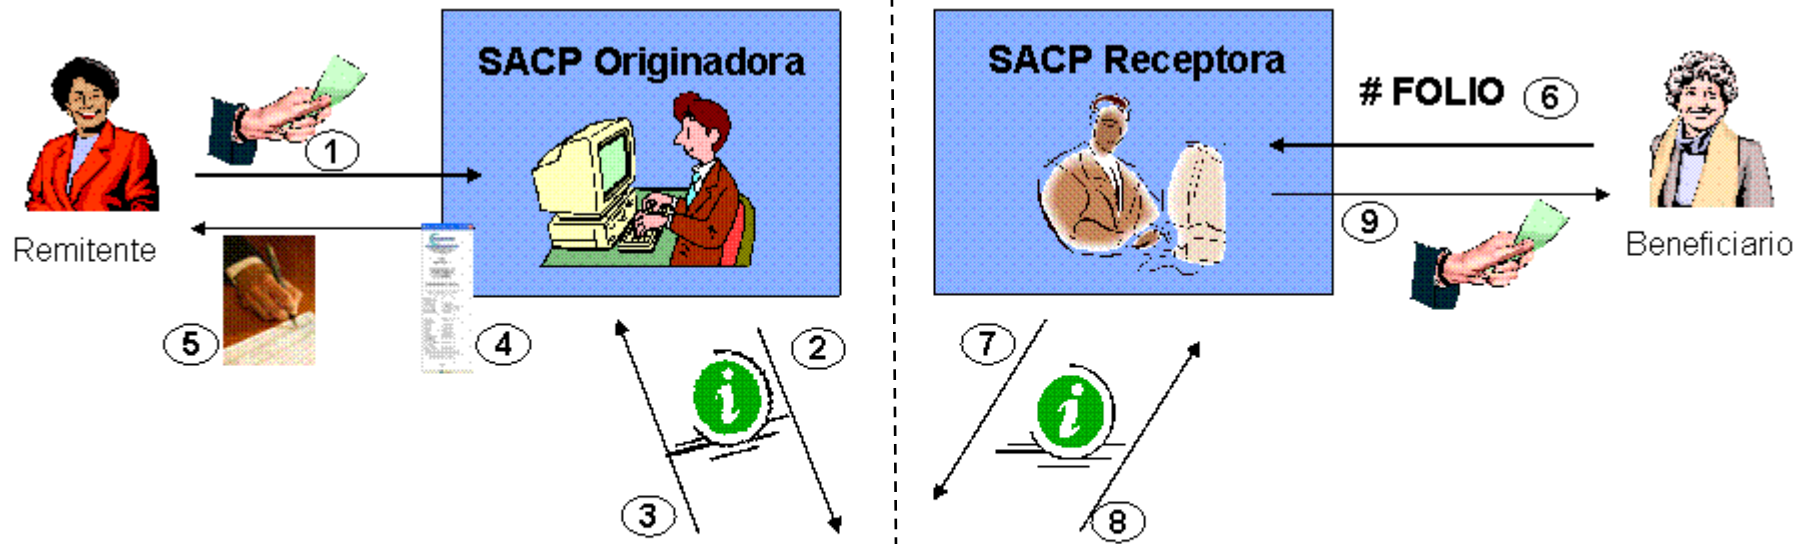 SACP Originadora
SACP Receptora
# FOLIO 6
1
9
Remitente
Beneficiario
5
4
2
7
3
8